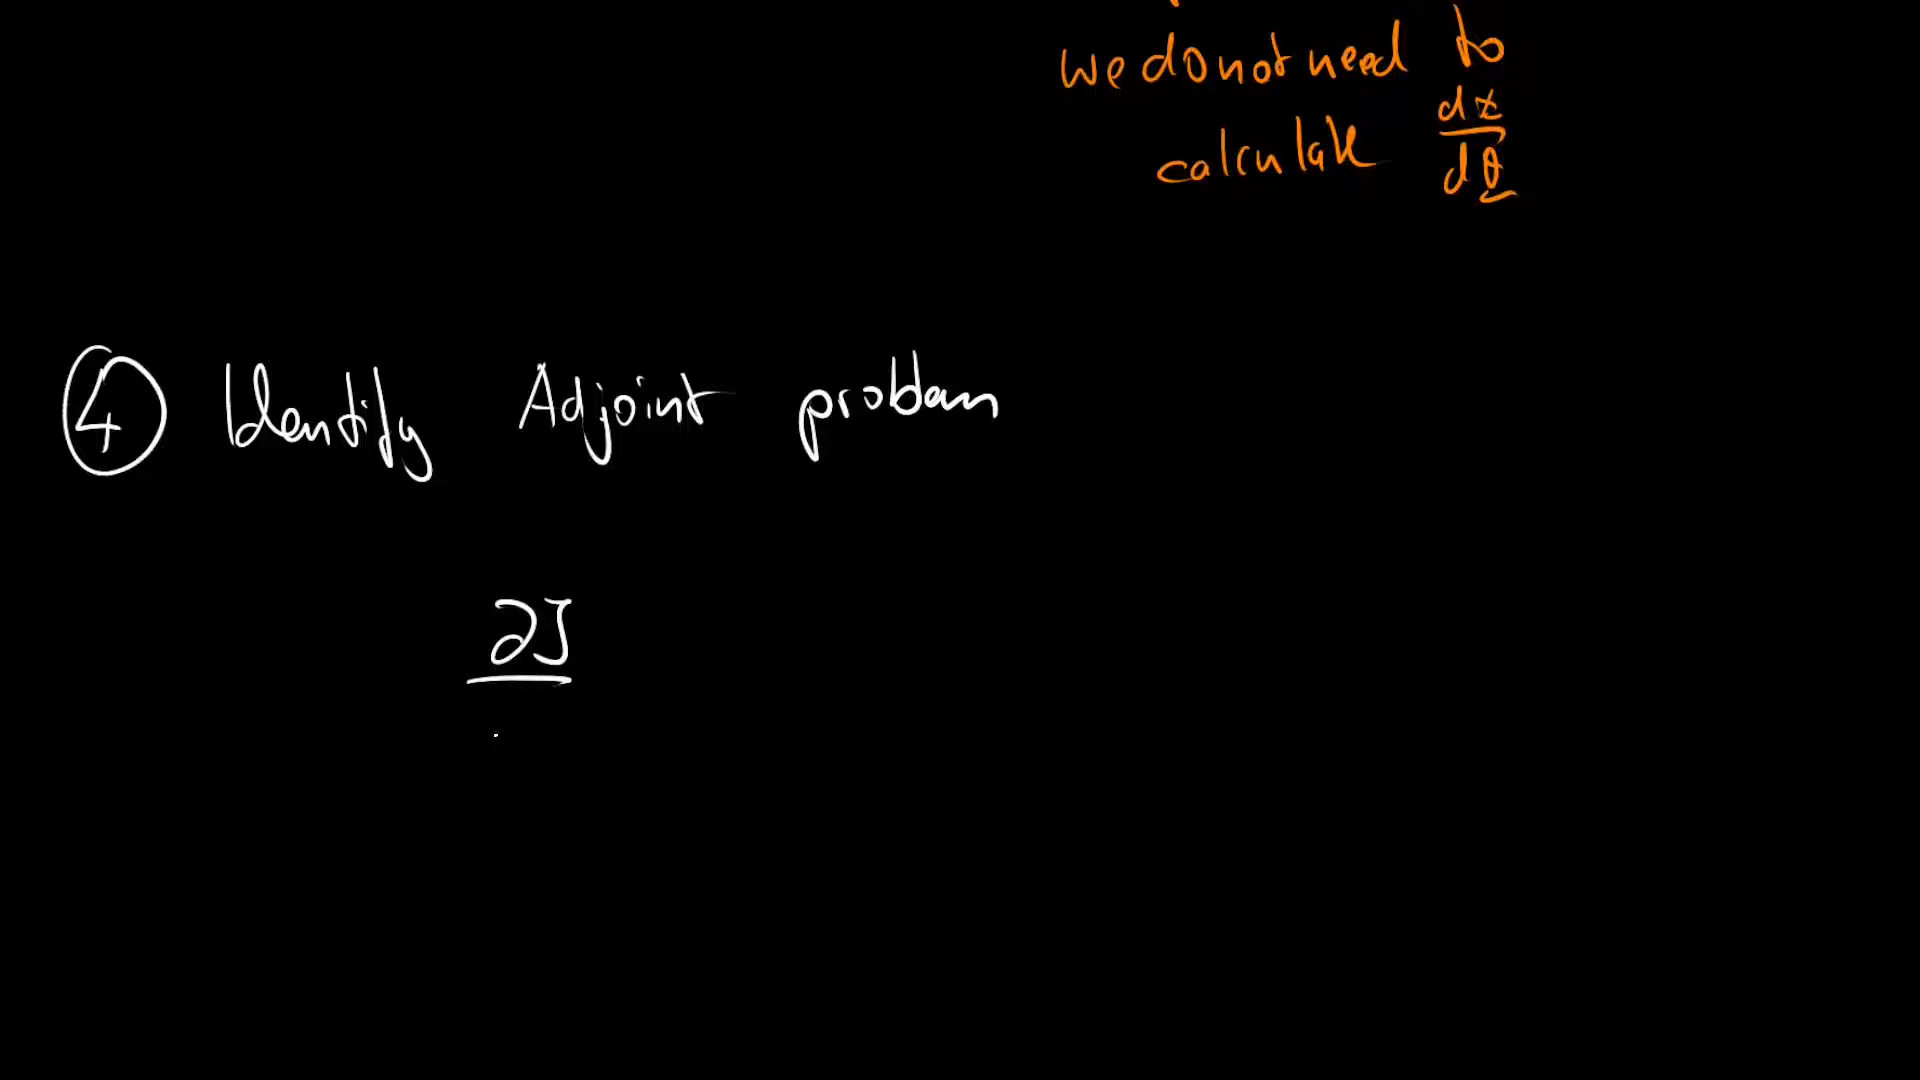 we do not need to
calculate dx/dθ
④ Identify Adjoint problem
∂J